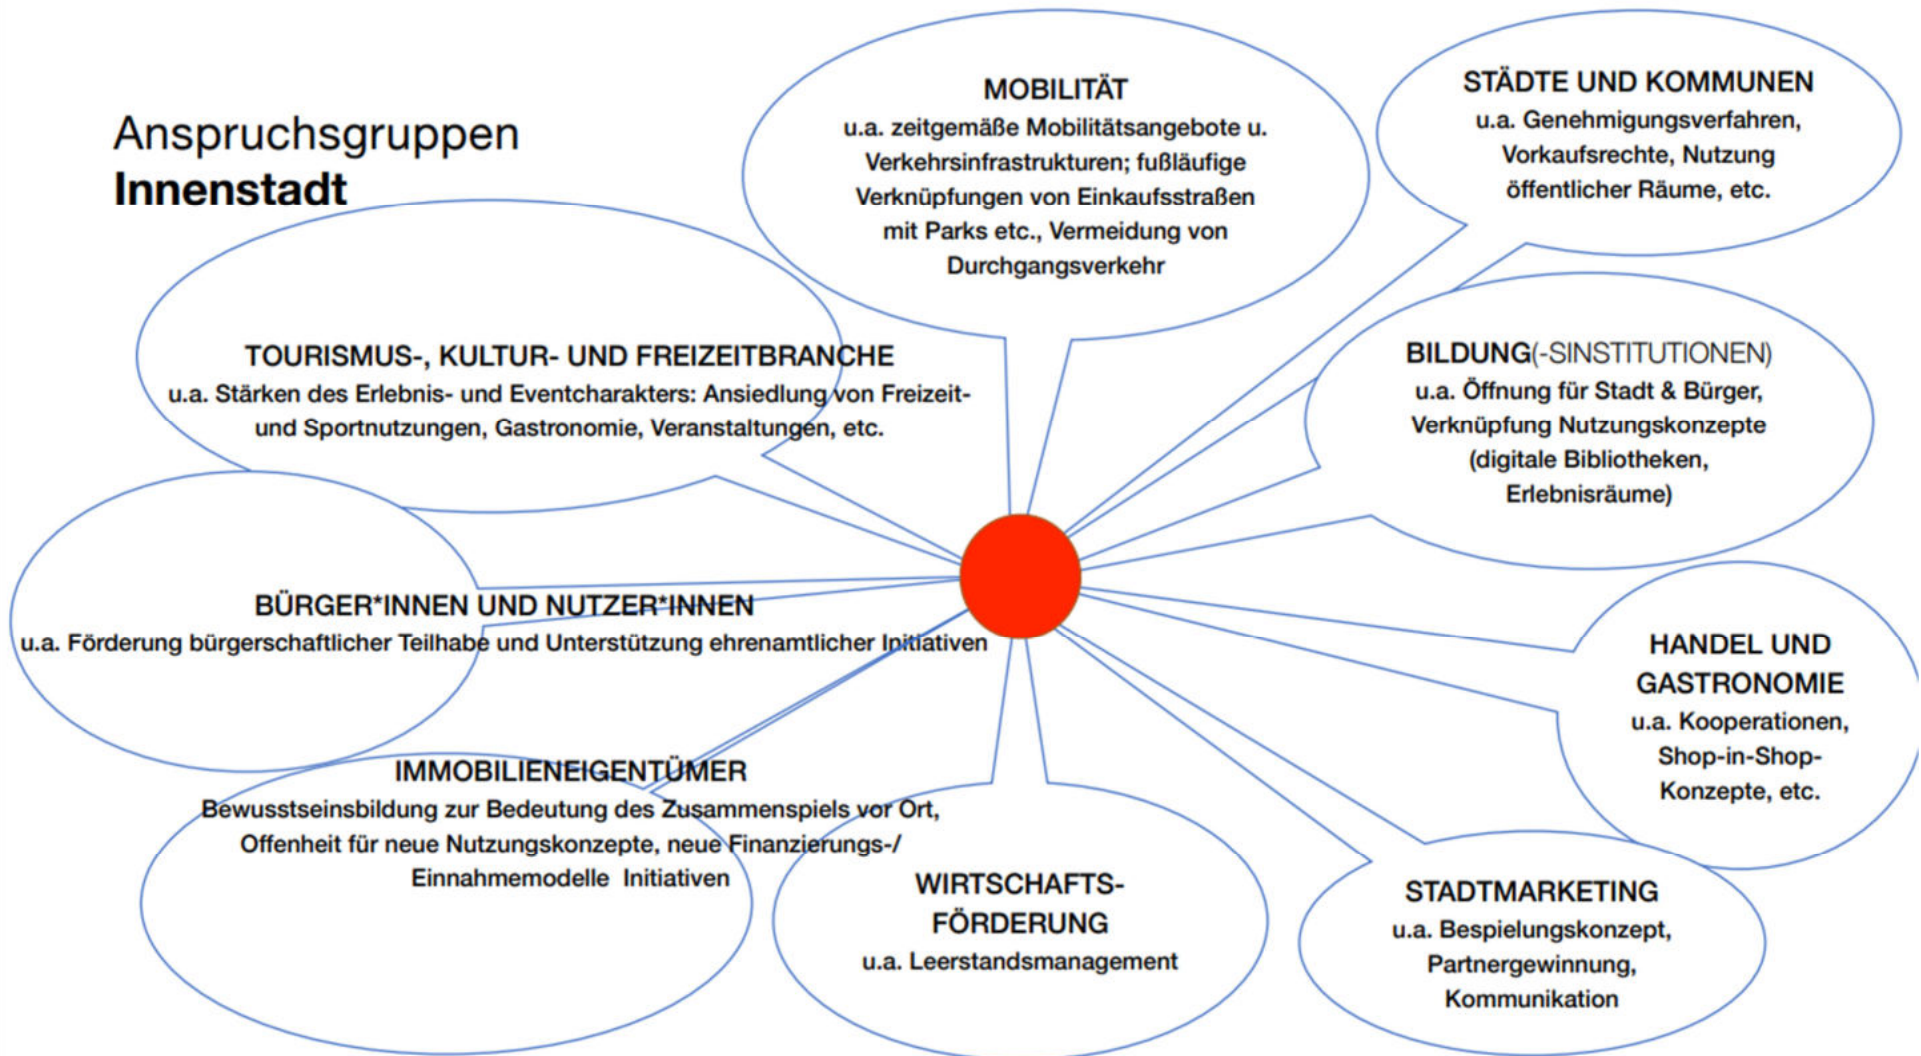 Anspruchsgruppen
Innenstadt
MOBILITÄT
u.a. zeitgemäße Mobilitätsangebote u.
Verkehrsinfrastrukturen; fußläufige
Verknüpfungen von Einkaufsstraßen
mit Parks etc., Vermeidung von
Durchgangsverkehr
STÄDTE UND KOMMUNEN
u.a. Genehmigungsverfahren,
Vorkaufsrechte, Nutzung
öffentlicher Räume, etc.
TOURISMUS-, KULTUR- UND FREIZEITBRANCHE
u.a. Stärken des Erlebnis- und Eventcharakters: Ansiedlung von Freizeit-
und Sportnutzungen, Gastronomie, Veranstaltungen, etc.
BILDUNG(-SINSTITUTIONEN)
u.a. Öffnung für Stadt & Bürger,
Verknüpfung Nutzungskonzepte
(digitale Bibliotheken,
Erlebnisräume)
BÜRGER*INNEN UND NUTZER*INNEN
u.a. Förderung bürgerschaftlicher Teilhabe und Unterstützung ehrenamtlicher Initiativen
HANDEL UND
GASTRONOMIE
u.a. Kooperationen,
Shop-in-Shop-
Konzepte, etc.
IMMOBILIENEIGENTÜMER
Bewusstseinsbildung zur Bedeutung des Zusammenspiels vor Ort,
Offenheit für neue Nutzungskonzepte, neue Finanzierungs-/
Einnahmemodelle Initiativen
WIRTSCHAFTS-
FÖRDERUNG
u.a. Leerstandsmanagement
STADTMARKETING
u.a. Bespielungskonzept,
Partnergewinnung,
Kommunikation